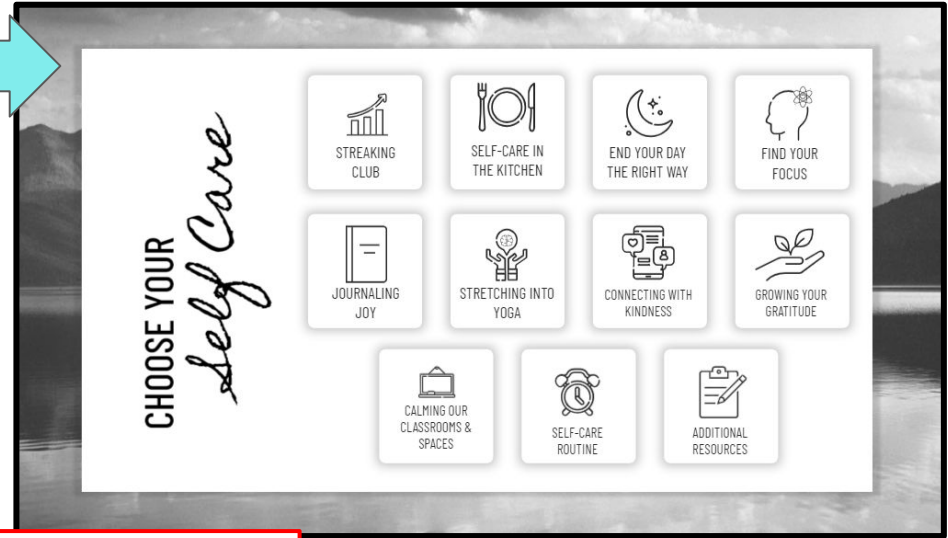 CHOOSE YOUR
Self Care
STREAKING
CLUB
SELF-CARE IN
THE KITCHEN
END YOUR DAY
THE RIGHT WAY
FIND YOUR
FOCUS
JOURNALING
JOY
STRETCHING INTO
YOGA
CONNECTING WITH
KINDNESS
GROWING YOUR
GRATITUDE
CALMING OUR
CLASSROOMS &
SPACES
SELF-CARE
ROUTINE
ADDITIONAL
RESOURCES